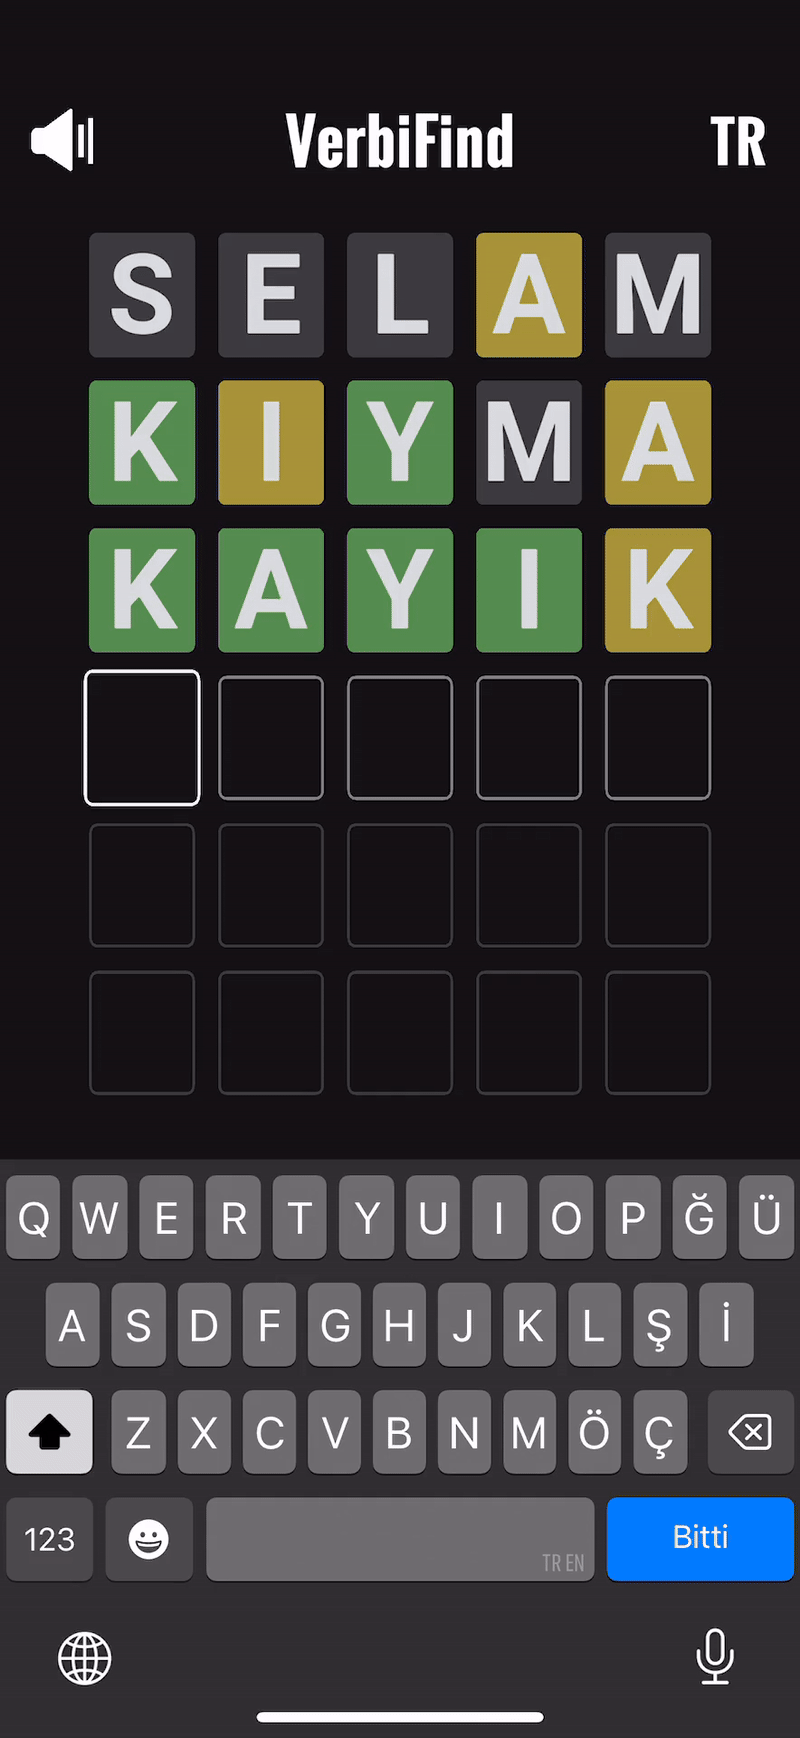 VerbiFind TR
S E L A M
K I Y M A
K A Y I K
Q W E R T Y U I O P Ğ Ü
A S D F G H J K L Ş İ
Z X C V B N M Ö Ç
123 TR EN Bitti